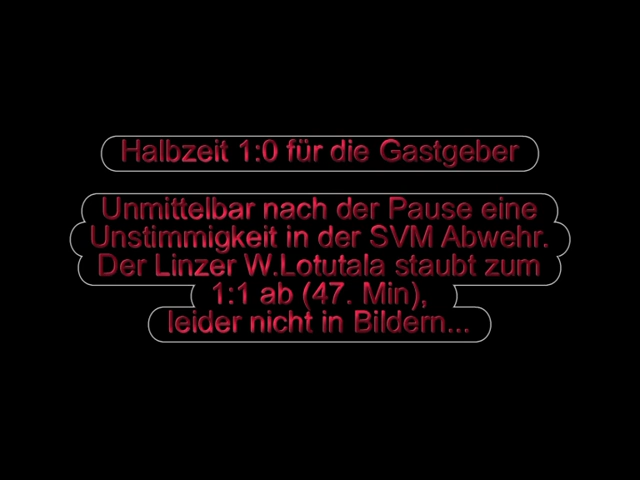 Halbzeit 1:0 für die Gastgeber
Unmittelbar nach der Pause eine
Unstimmigkeit in der SVM Abwehr.
Der Linzer W.Lotutala staubt zum
1:1 ab (47. Min),
leider nicht in Bildern...